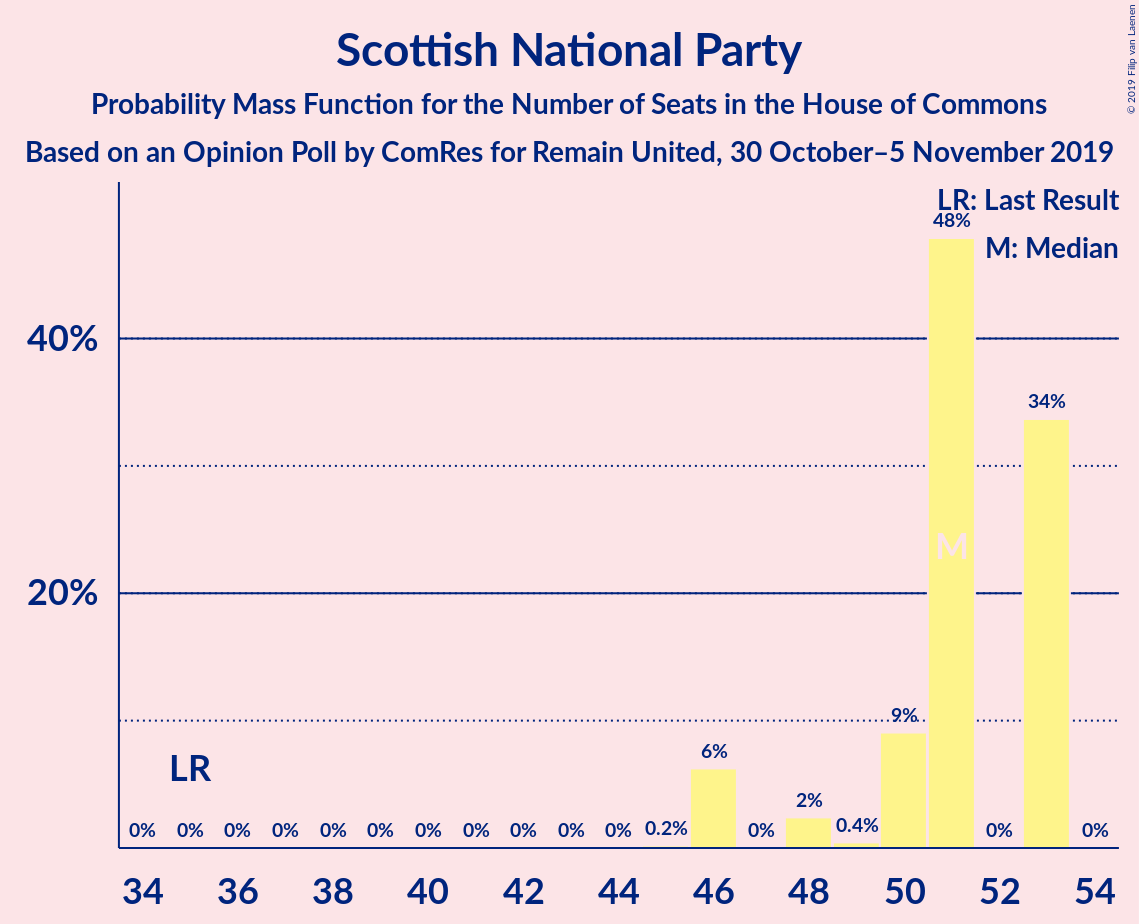 Scottish National Party
Probability Mass Function for the Number of Seats in the House of Commons
Based on an Opinion Poll by ComRes for Remain United, 30 October–5 November 2019
© 2019 Filip van Laenen
LR: Last Result
M: Median
48%
40%
34%
M
20%
9%
6%
LR
2%
0% 0% 0% 0% 0% 0% 0% 0% 0% 0% 0% 0.2% 0% 0.4% 0% 0%
34 36 38 40 42 44 46 48 50 52 54